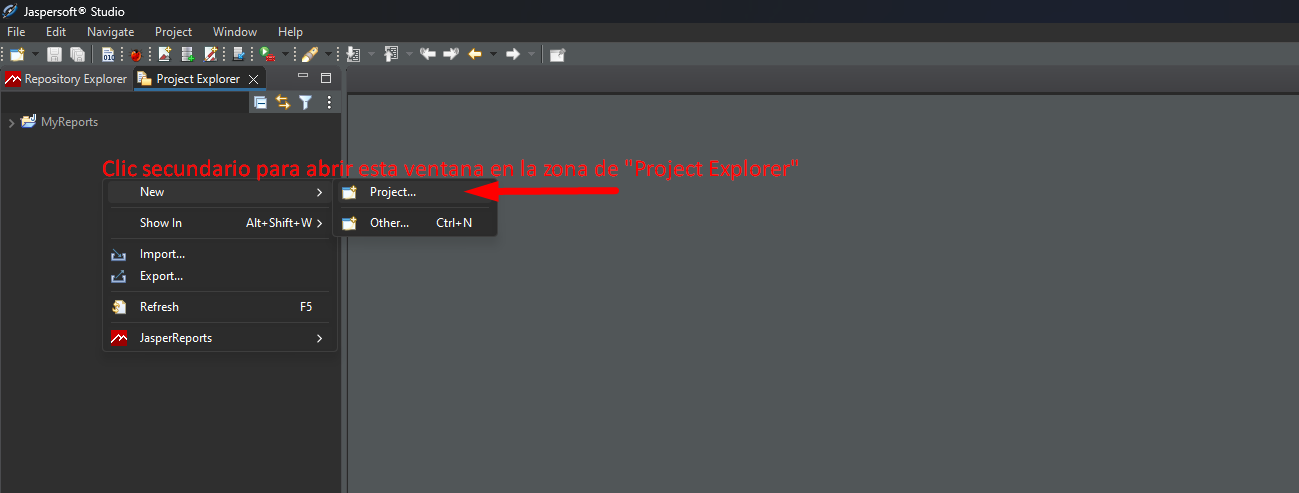 Jaspersoft® Studio
File Edit Navigate Project Window Help
Repository Explorer Project Explorer
MyReports
Clic secundario para abrir esta ventana en la zona de "Project Explorer"
New
Project...
Show In Alt+Shift+W
Other... Ctrl+N
Import...
Export...
Refresh F5
JasperReports